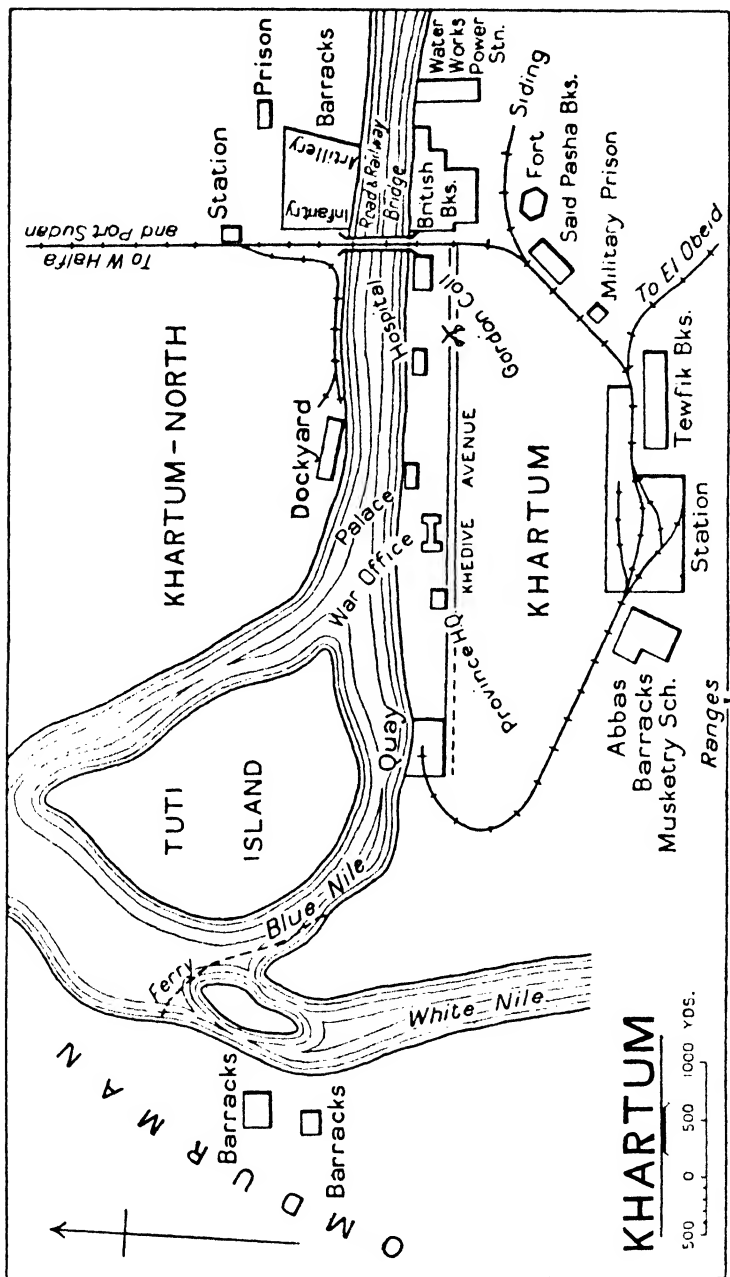 To W Halfa
and Port Sudan
Station
Prison
Infantry
Artillery
Barracks
KHARTUM-NORTH
Dockyard
Road & Railway
Bridge
British
Bks.
Water
Works
Power
Stn.
TUTI
ISLAND
Palace
War Office
Hospital
Gordon Coll
Quay
Province HQ
KHEDIVE AVENUE
KHARTUM
Siding
Fort
Said Pasha Bks.
Military Prison
To El Obeid
Tewfik Bks.
Station
Abbas
Barracks
Musketry Sch.
Ranges
Blue Nile
Ferry
White Nile
OMDURMAN
Barracks
Barracks
KHARTUM
500 0 500 1000 YDS.